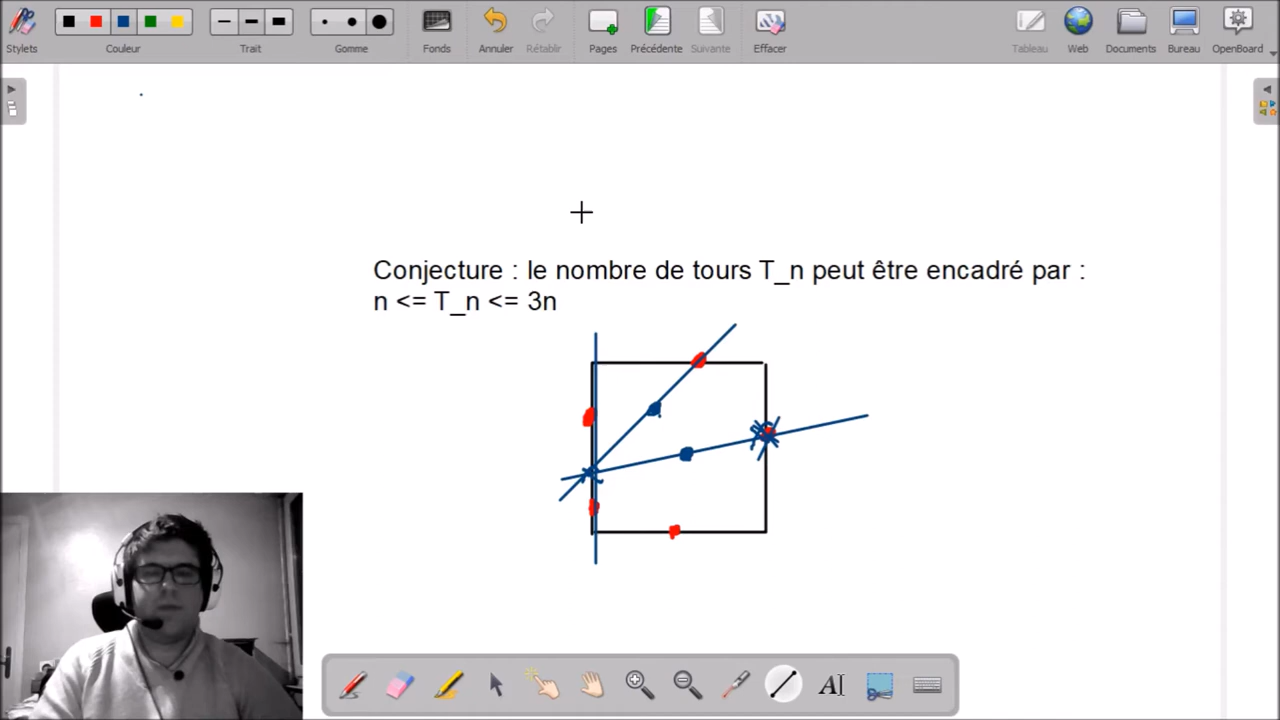 Stylets
Couleur
Trait
Gomme
Fonds
Annuler
Rétablir
Pages
Précédente
Suivante
Effacer
Tableau
Web
Documents
Bureau
OpenBoard
Conjecture : le nombre de tours T_n peut être encadré par :
n <= T_n <= 3n
A